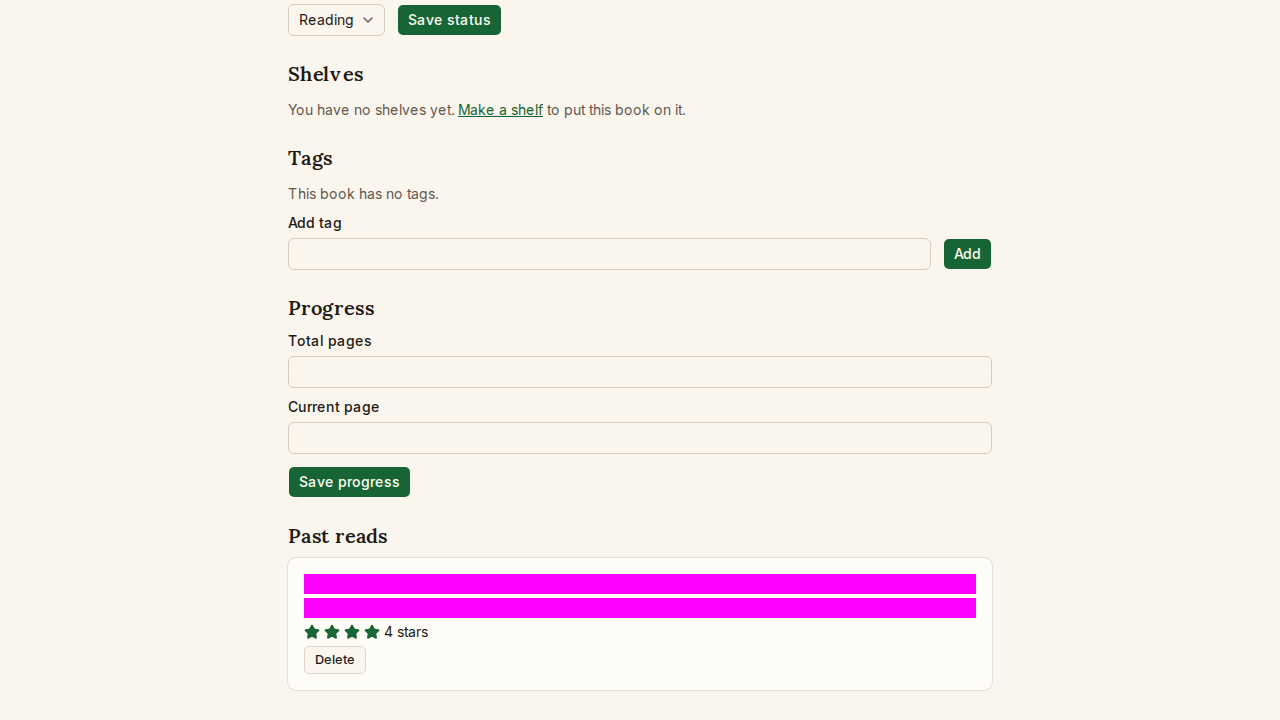 Reading Save status
Shelves
You have no shelves yet. Make a shelf to put this book on it.
Tags
This book has no tags.
Add tag
Add
Progress
Total pages
Current page
Save progress
Past reads
4 stars
Delete